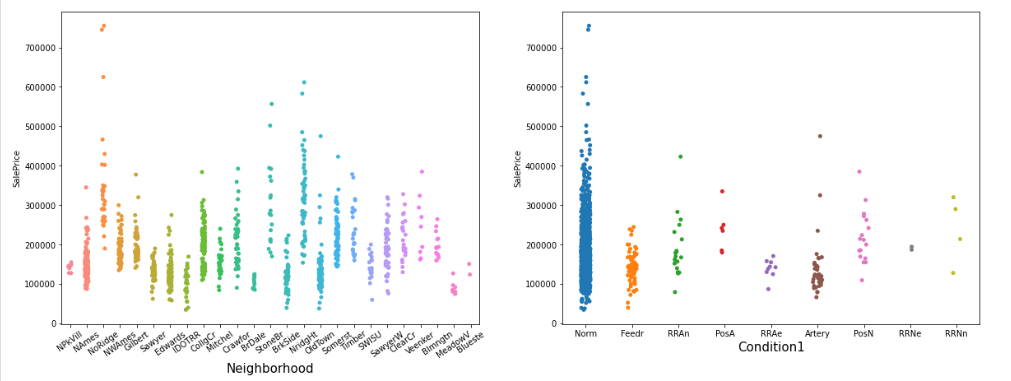 700000
600000
500000
400000
300000
200000
100000
0
SalePrice
NPkVill
NAmes
NoRidge
NWAmes
Gilbert
Sawyer
Edwards
IDOTRR
CollgCr
Mitchel
Crawfor
BrDale
StoneBr
BrkSide
NridgHt
OldTown
Somerst
Timber
SWISU
SawyerW
ClearCr
Veenker
Blmngtn
MeadowV
Blueste
Neighborhood
700000
600000
500000
400000
300000
200000
100000
0
SalePrice
Norm Feedr RRAn PosA RRAe Artery PosN RRNe RRNn
Condition1